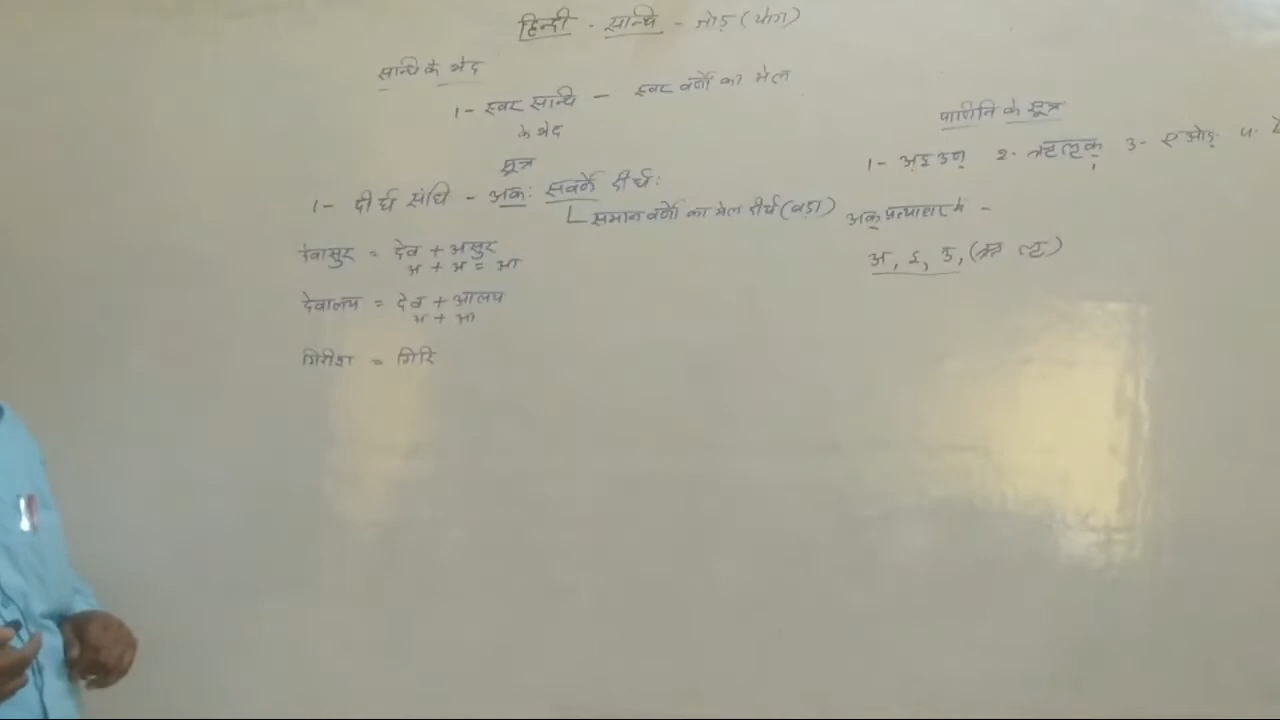 हिन्दी - सन्धि - जोड़ (योग)
सन्धि के भेद
1- स्वर सन्धि - स्वर वर्णों का मेल
के भेद
सूत्र
1- दीर्घ संधि - अकः सवर्णे दीर्घः
समान वर्णों का मेल दीर्घ (बड़ा)
देवासुर = देव + असुर
अ + अ = आ
देवालय = देव + आलय
अ + आ
गिरीश = गिरि
पाणिनि के सूत्र
1- अइउण् 2- ऋलृक् 3- एओङ् 4-
अक् प्रत्याहार में -
अ, इ, उ, (ऋ लृ)